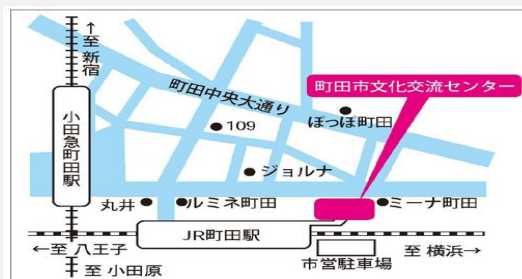 ←至 新宿
町田中央大通り
町田市文化交流センター
小田急町田駅
109
ぽっぽ町田
ジョルナ
丸井
ルミネ町田
ミーナ町田
JR町田駅
←至 八王子
市営駐車場
至 横浜→
↓至 小田原